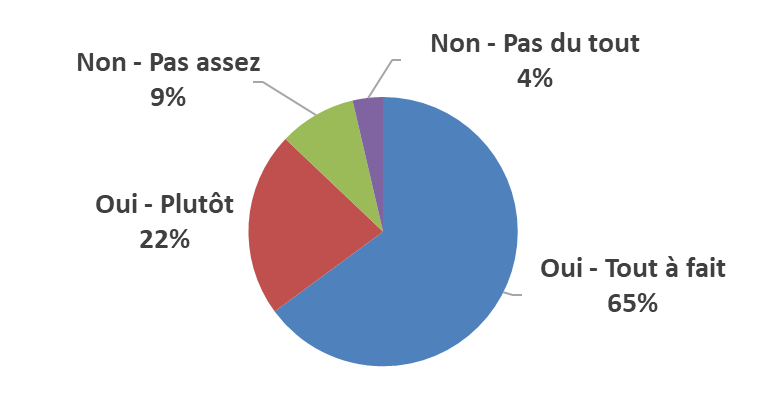 Non - Pas du tout
4%
Non - Pas assez
9%
Oui - Plutôt
22%
Oui - Tout à fait
65%